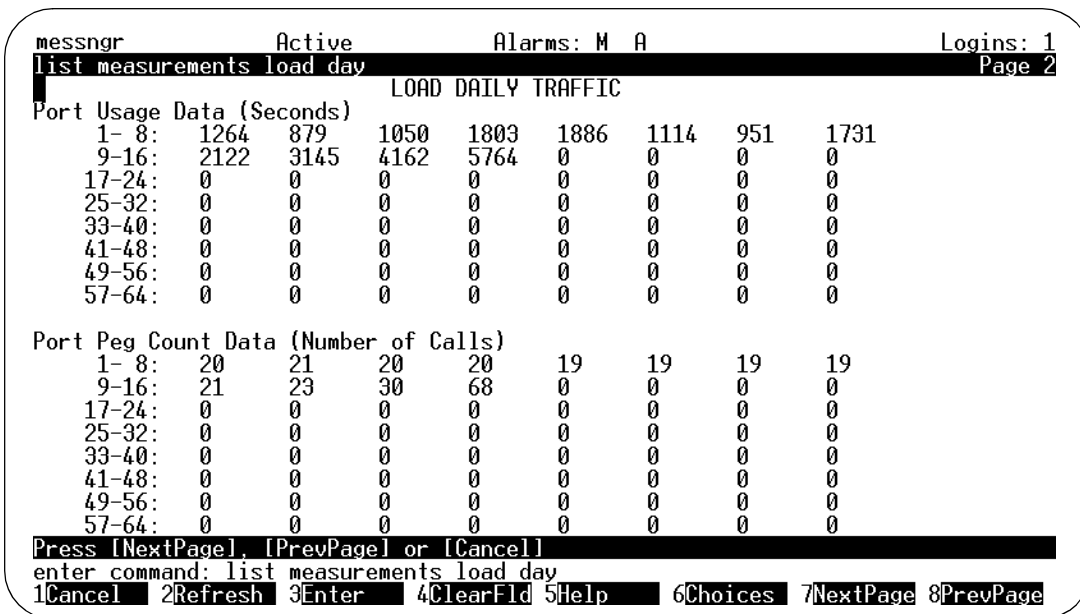 messngr Active Alarms: M A Logins: 1
list measurements load day Page 2
LOAD DAILY TRAFFIC
Port Usage Data (Seconds)
1- 8: 1264 879 1050 1803 1886 1114 951 1731
9-16: 2122 3145 4162 5764 0 0 0 0
17-24: 0 0 0 0 0 0 0 0
25-32: 0 0 0 0 0 0 0 0
33-40: 0 0 0 0 0 0 0 0
41-48: 0 0 0 0 0 0 0 0
49-56: 0 0 0 0 0 0 0 0
57-64: 0 0 0 0 0 0 0 0
Port Peg Count Data (Number of Calls)
1- 8: 20 21 20 20 19 19 19 19
9-16: 21 23 30 68 0 0 0 0
17-24: 0 0 0 0 0 0 0 0
25-32: 0 0 0 0 0 0 0 0
33-40: 0 0 0 0 0 0 0 0
41-48: 0 0 0 0 0 0 0 0
49-56: 0 0 0 0 0 0 0 0
57-64: 0 0 0 0 0 0 0 0
Press [NextPage], [PrevPage] or [Cancel]
enter command: list measurements load day
1Cancel 2Refresh 3Enter 4ClearFld 5Help 6Choices 7NextPage 8PrevPage